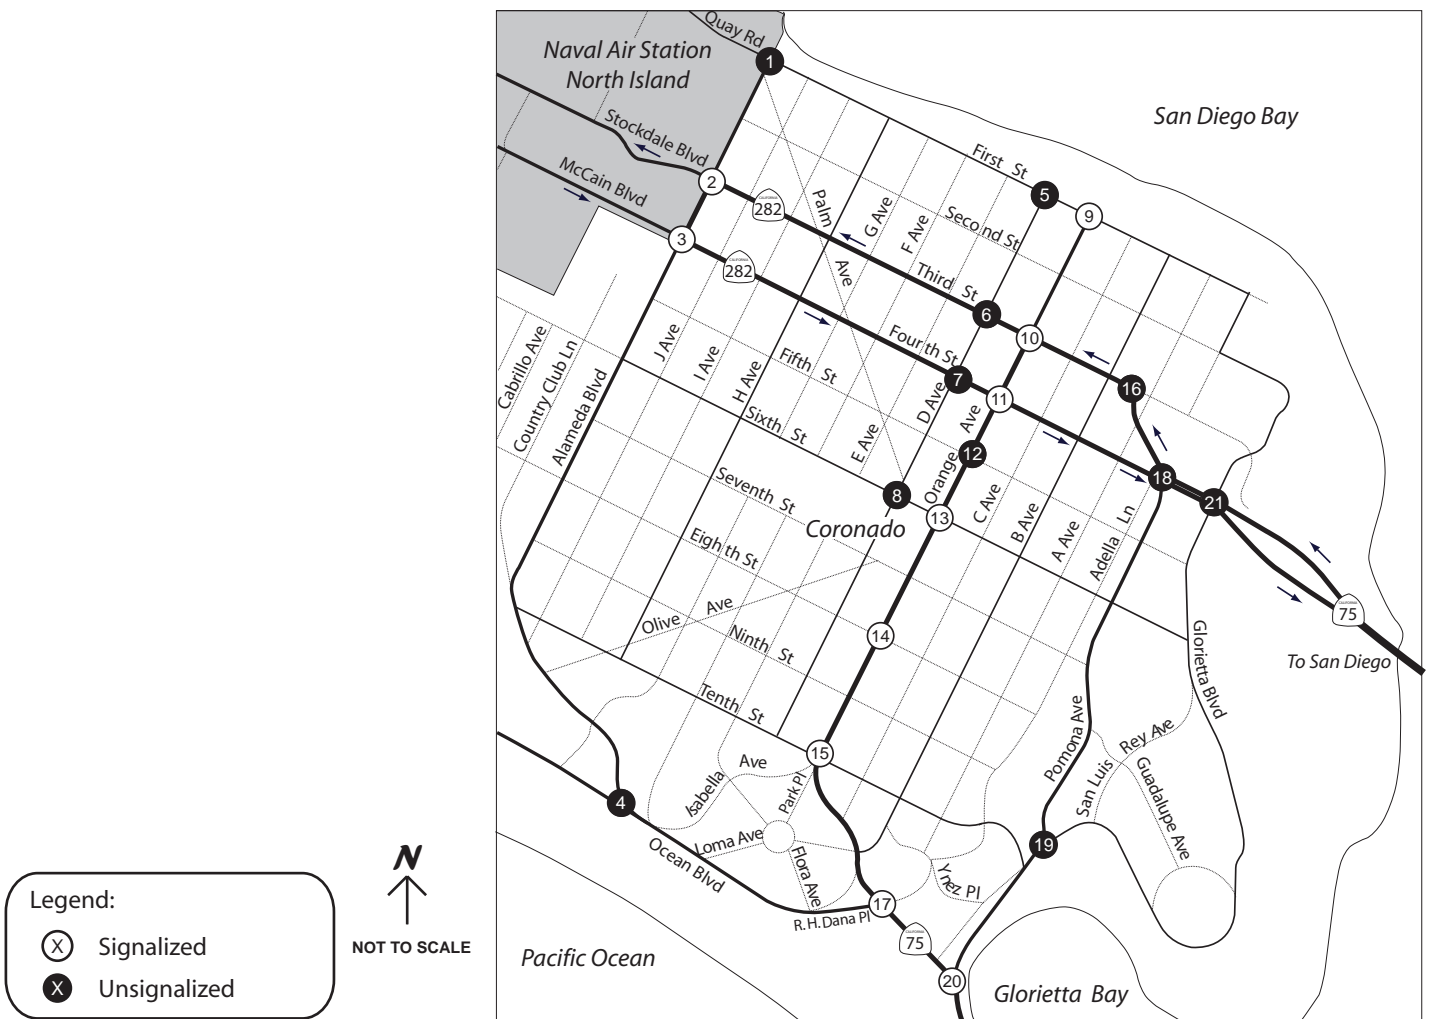 Quay Rd
Naval Air Station
North Island
1
San Diego Bay
Stockdale Blvd
McCain Blvd
First St
2
CALIFORNIA
282
Palm Ave
G Ave
F Ave
Second St
5
9
3
CALIFORNIA
282
Third St
6
10
Cabrillo Ave
Country Club Ln
Alameda Blvd
J Ave
I Ave
H Ave
Fifth St
Fourth St
7
D Ave
11
16
Sixth St
E Ave
Orange Ave
12
Seventh St
8
Coronado
13
C Ave
B Ave
A Ave
Adella Ln
18
21
Eighth St
Olive Ave
Ninth St
14
CALIFORNIA
75
To San Diego
Glorietta Blvd
Tenth St
15
Pomona Ave
San Luis Rey Ave
Guadalupe Ave
Isabella Ave
Park Pl
4
Loma Ave
Ocean Blvd
Flora Ave
19
Ynez Pl
R.H. Dana Pl
17
CALIFORNIA
75
20
Pacific Ocean
Glorietta Bay
Legend:
X Signalized
X Unsignalized
N
NOT TO SCALE